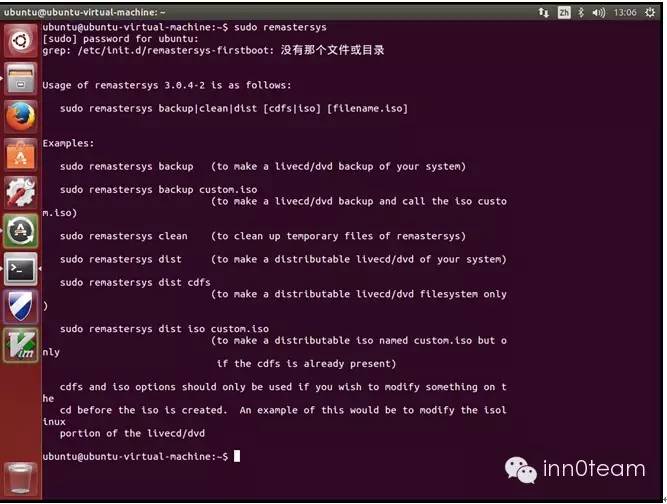 ubuntu@ubuntu-virtual-machine: ~
Zh
13:06
ubuntu@ubuntu-virtual-machine:~$ sudo remastersys
[sudo] password for ubuntu:
grep: /etc/init.d/remastersys-firstboot: 没有那个文件或目录
Usage of remastersys 3.0.4-2 is as follows:
sudo remastersys backup|clean|dist [cdfs|iso] [filename.iso]
Examples:
sudo remastersys backup   (to make a livecd/dvd backup of your system)
sudo remastersys backup custom.iso
(to make a livecd/dvd backup and call the iso custo
m.iso)
sudo remastersys clean    (to clean up temporary files of remastersys)
sudo remastersys dist     (to make a distributable livecd/dvd of your system)
sudo remastersys dist cdfs
(to make a distributable livecd/dvd filesystem only
)
sudo remastersys dist iso custom.iso
(to make a distributable iso named custom.iso but o
nly
if the cdfs is already present)
cdfs and iso options should only be used if you wish to modify something on t
he
cd before the iso is created.  An example of this would be to modify the isol
inux
portion of the livecd/dvd
ubuntu@ubuntu-virtual-machine:~$
Vim
inn0team